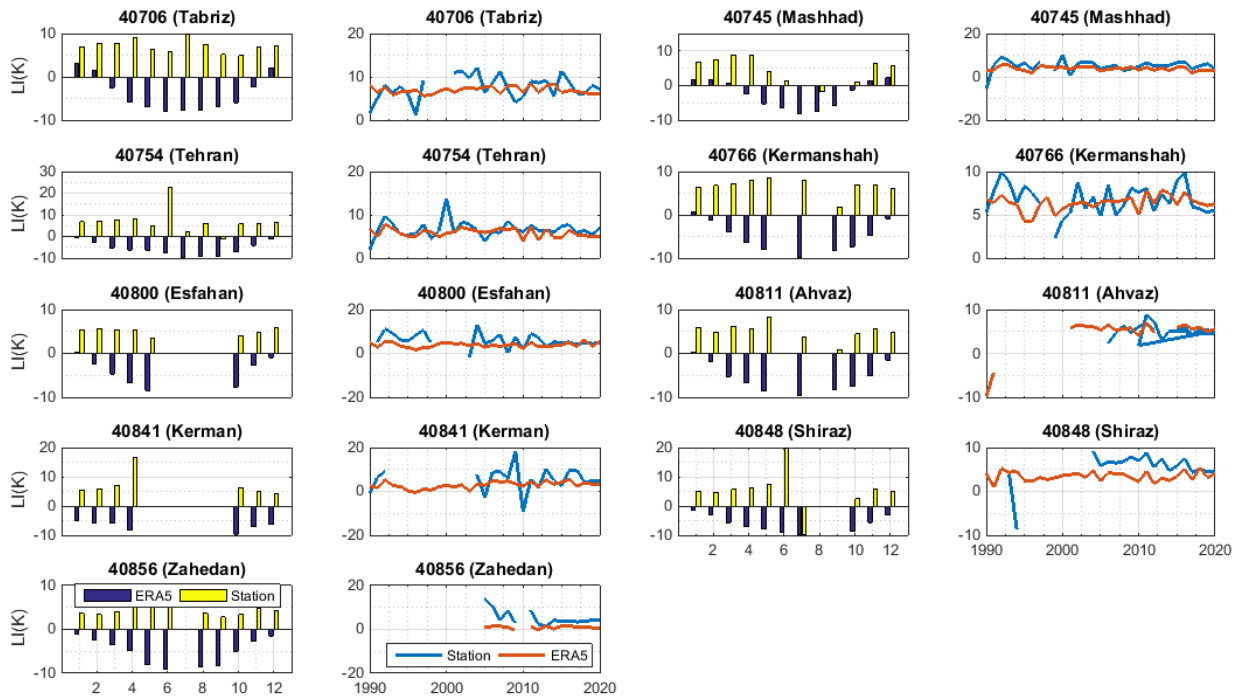 40706 (Tabriz)
40706 (Tabriz)
40745 (Mashhad)
40745 (Mashhad)
LI(K)
10
0
-10
20
10
0
10
0
-10
20
0
-20
40754 (Tehran)
40754 (Tehran)
40766 (Kermanshah)
40766 (Kermanshah)
LI(K)
30
20
10
0
-10
20
10
0
10
0
-10
10
5
0
40800 (Esfahan)
40800 (Esfahan)
40811 (Ahvaz)
40811 (Ahvaz)
LI(K)
10
0
-10
20
0
-20
10
0
-10
10
0
-10
40841 (Kerman)
40841 (Kerman)
40848 (Shiraz)
40848 (Shiraz)
LI(K)
20
10
0
-10
20
0
-20
20
10
0
-10
10
0
-10
2 4 6 8 10 12
1990 2000 2010 2020
40856 (Zahedan)
40856 (Zahedan)
LI(K)
10
0
-10
ERA5 Station
20
0
-20
Station ERA5
2 4 6 8 10 12
1990 2000 2010 2020